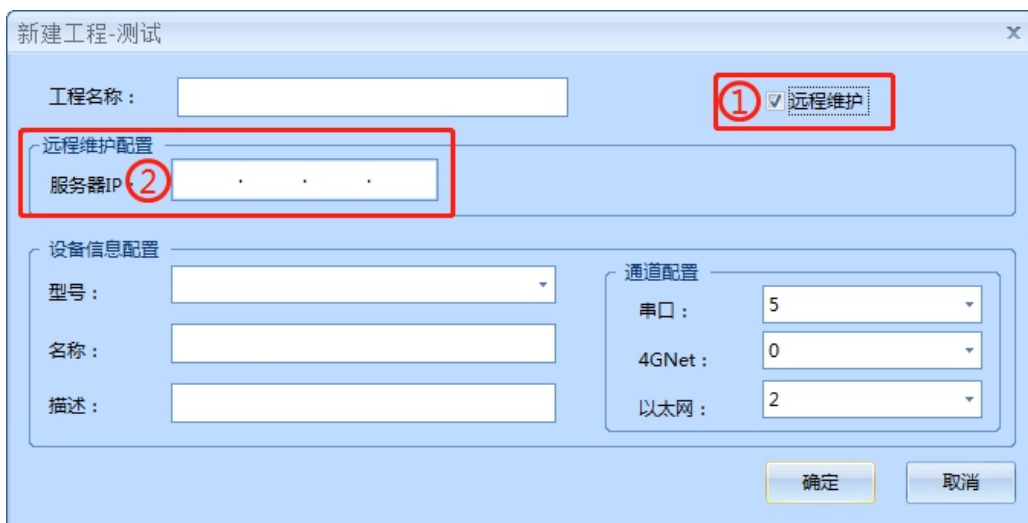 新建工程-测试
x
工程名称：
① 远程维护
远程维护配置
服务器IP： ② . . .
设备信息配置
型号：
名称：
描述：
通道配置
串口： 5
4GNet： 0
以太网： 2
确定 取消